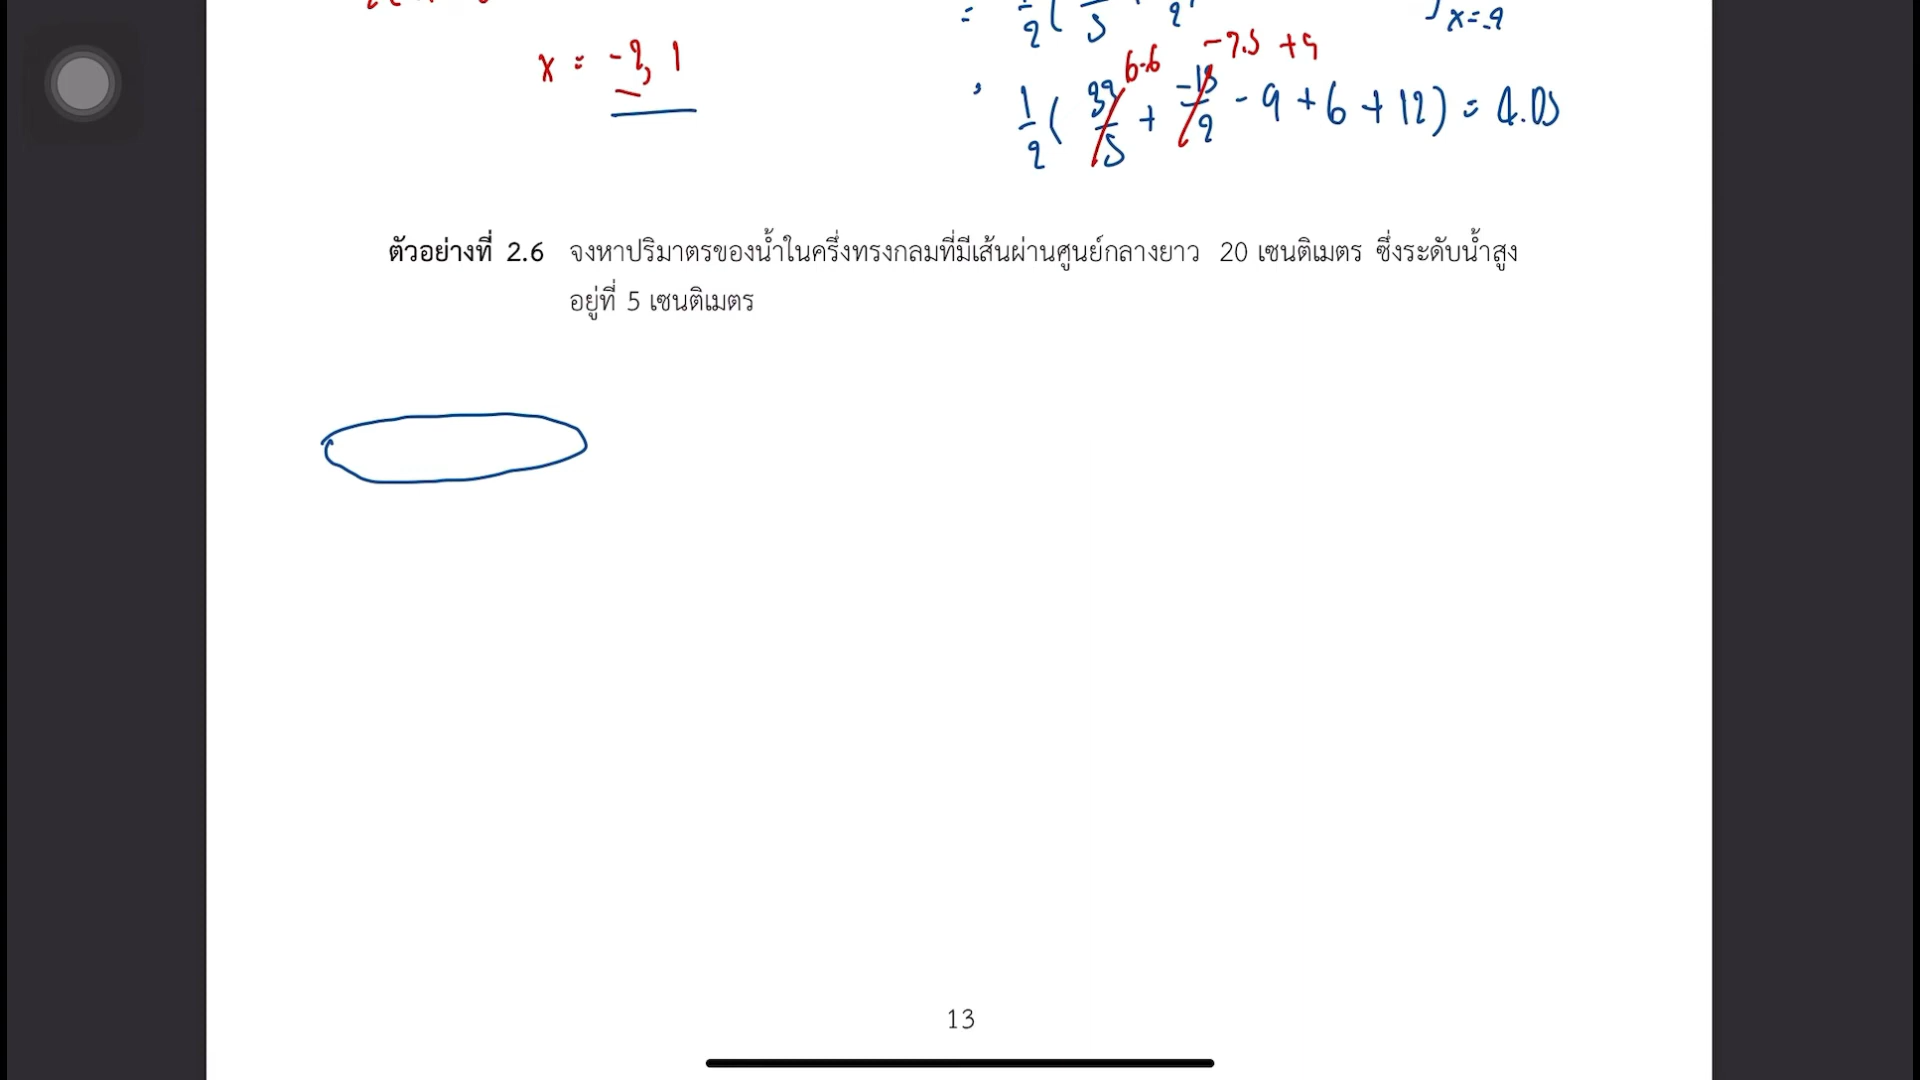 x = -2, 1
x=-2
6.6 -7.5 +9
1/2 ( 33/5 + -15/2 - 9 + 6 + 12 ) = 4.05
ตัวอย่างที่ 2.6 จงหาปริมาตรของน้ำในครึ่งทรงกลมที่มีเส้นผ่านศูนย์กลางยาว 20 เซนติเมตร ซึ่งระดับน้ำสูง
อยู่ที่ 5 เซนติเมตร
13